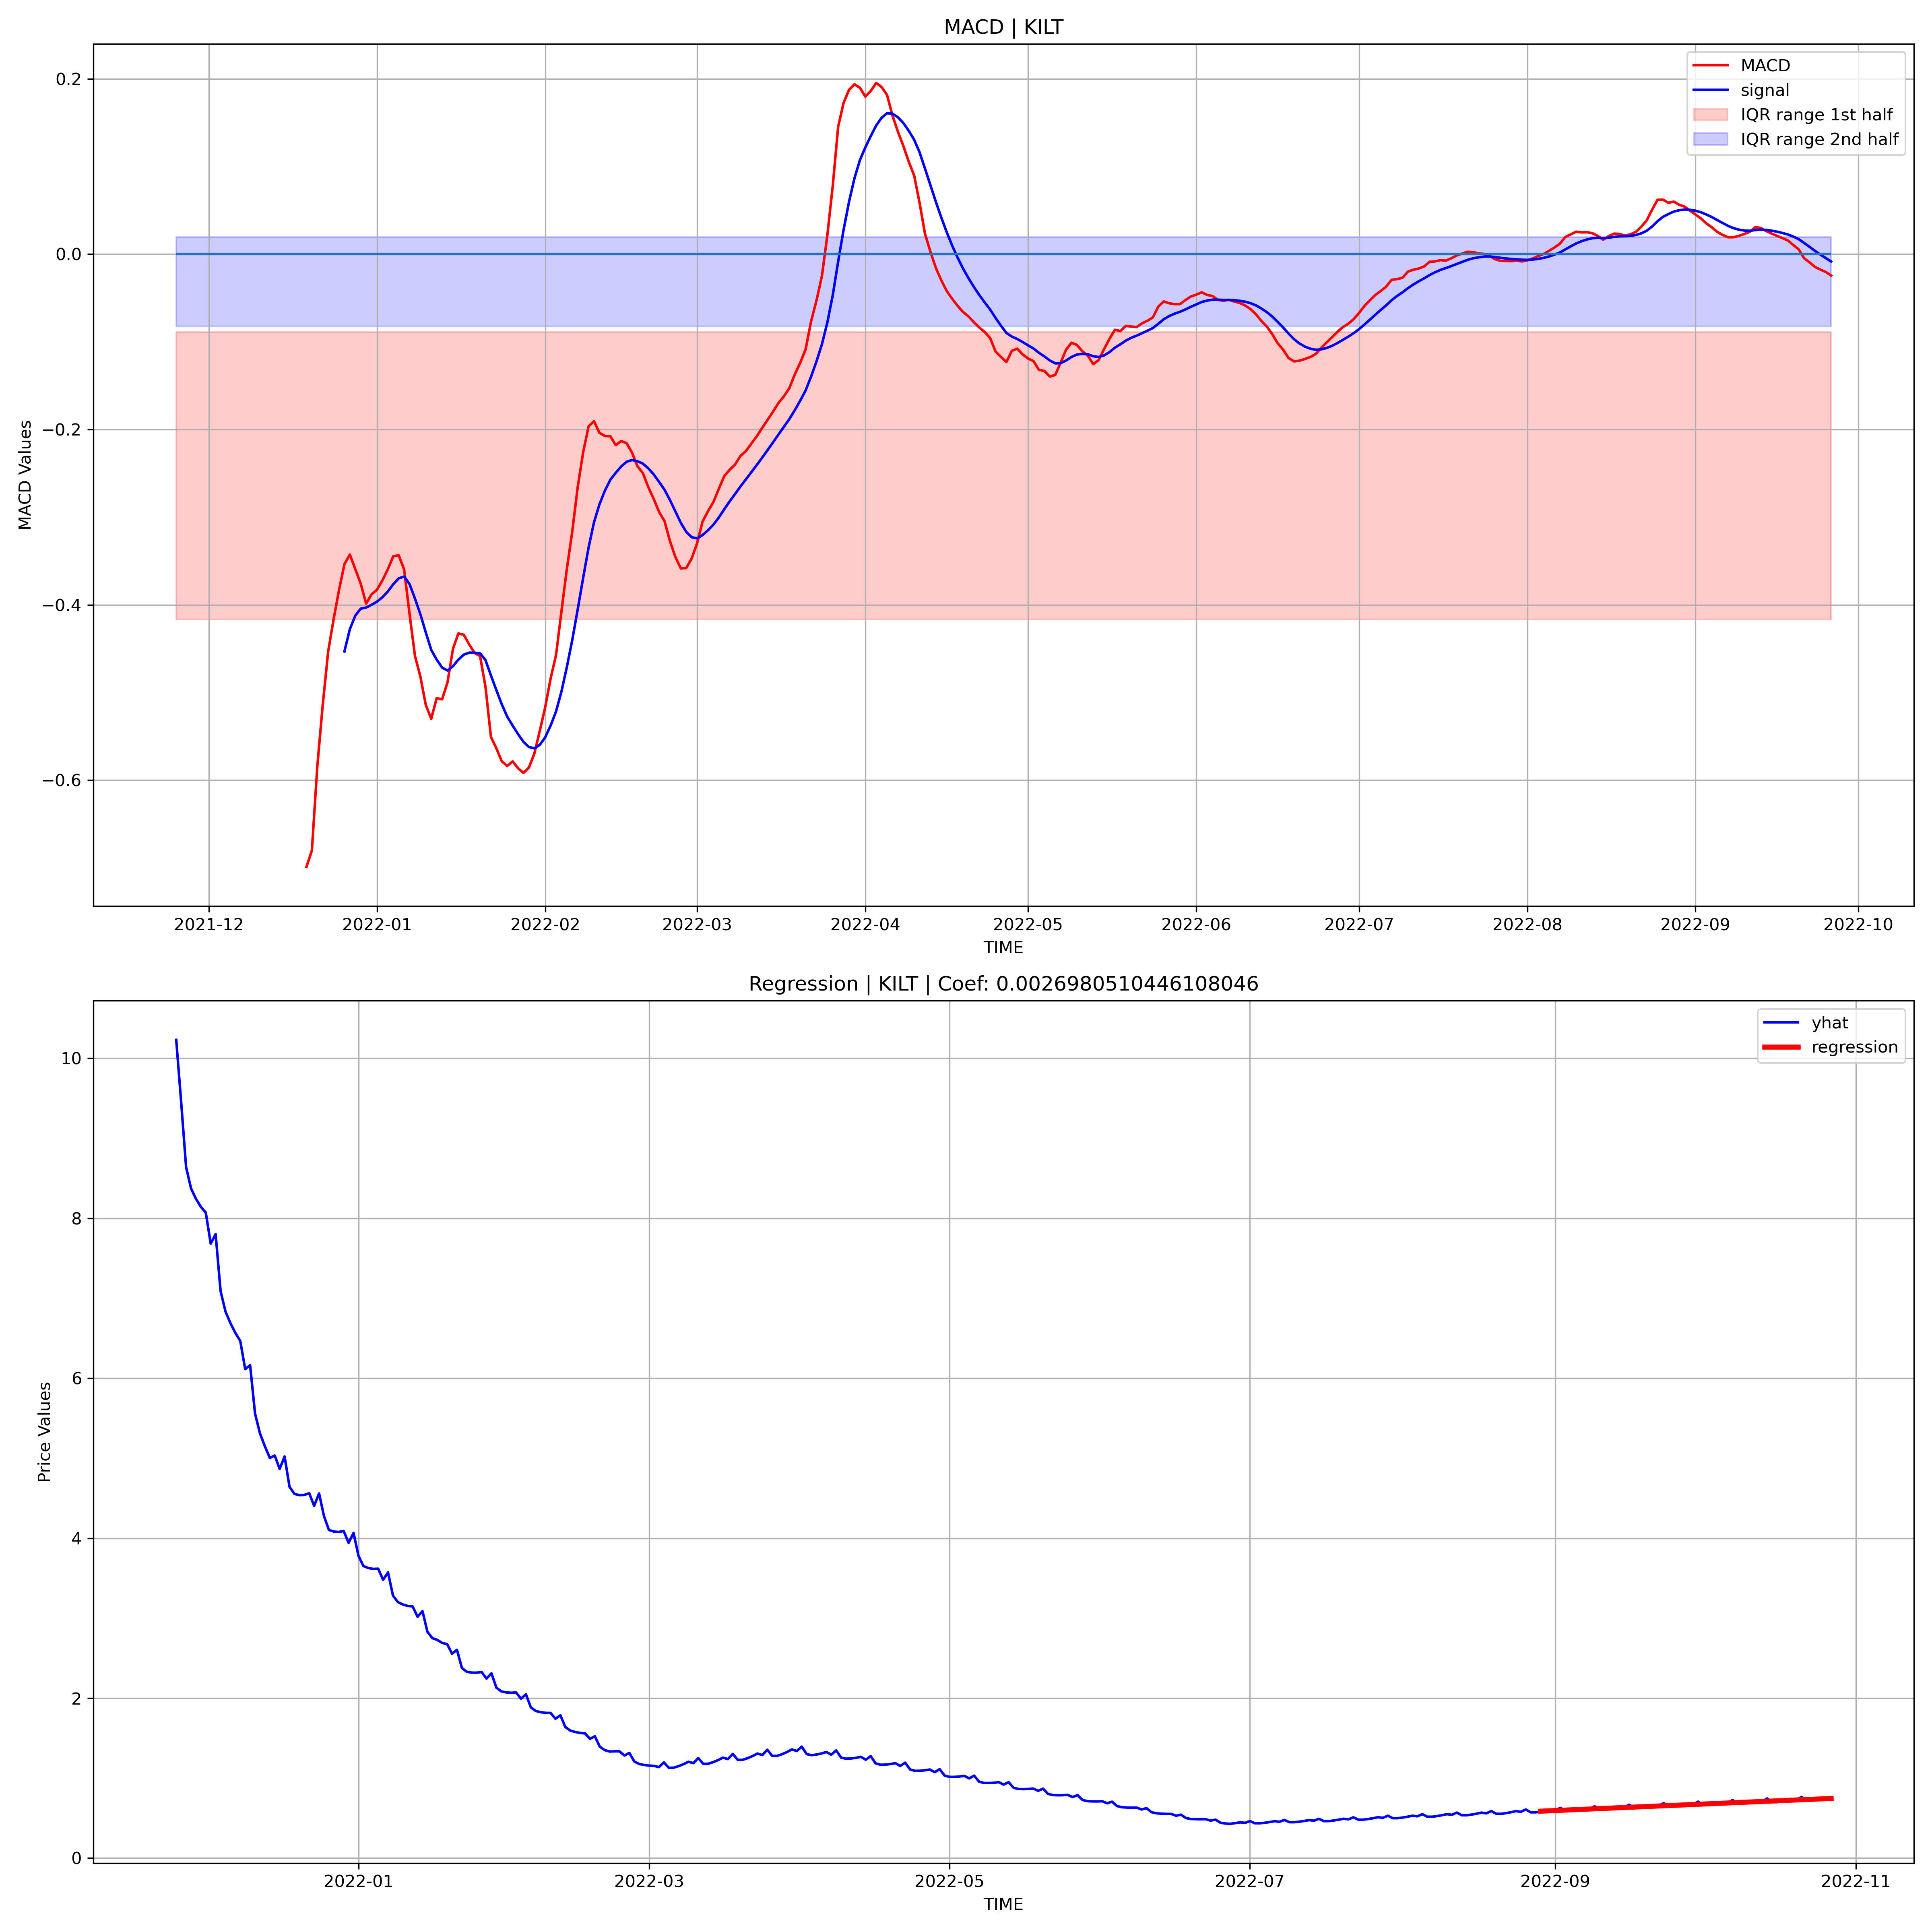 MACD | KILT
MACD
signal
IQR range 1st half
IQR range 2nd half
MACD Values
0.2
0.0
−0.2
−0.4
−0.6
2021-12 2022-01 2022-02 2022-03 2022-04 2022-05 2022-06 2022-07 2022-08 2022-09 2022-10
TIME
Regression | KILT | Coef: 0.0026980510446108046
yhat
regression
Price Values
10
8
6
4
2
0
2022-01 2022-03 2022-05 2022-07 2022-09 2022-11
TIME